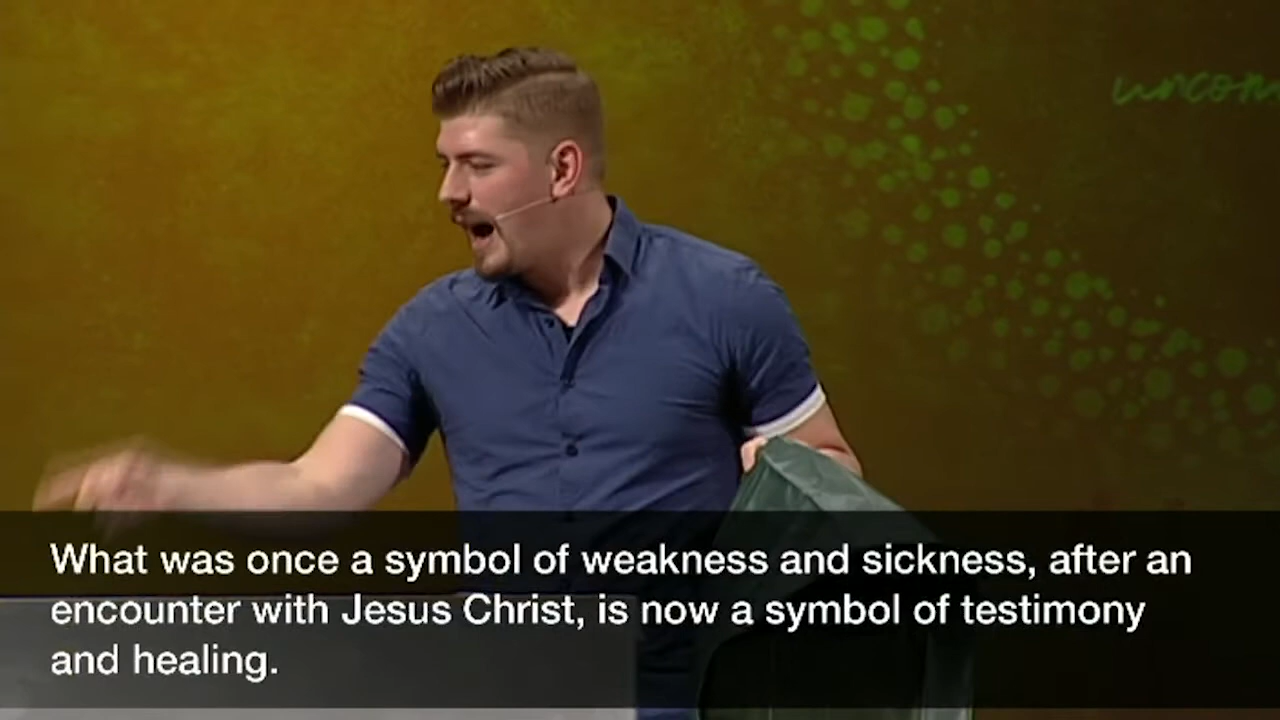 uncom
What was once a symbol of weakness and sickness, after an
encounter with Jesus Christ, is now a symbol of testimony
and healing.